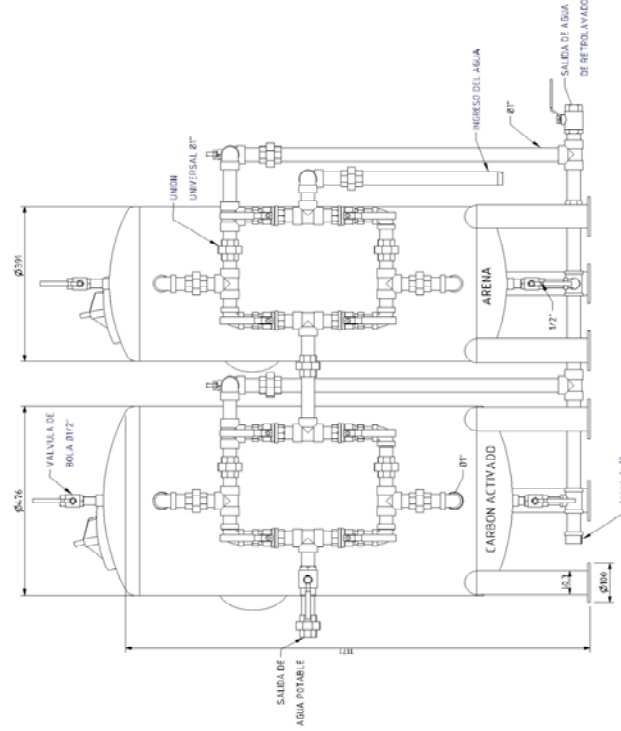 SALIDA DE AGUA
DE RETROLAVADO
INGRESO DEL AGUA
Ø1"
UNION
UNIVERSAL Ø1"
Ø391
ARENA
1/2"
VALVULA DE
BOLA Ø1/2"
Ø476
CARBON ACTIVADO
Ø1"
Ø100
SALIDA DE
AGUA POTABLE